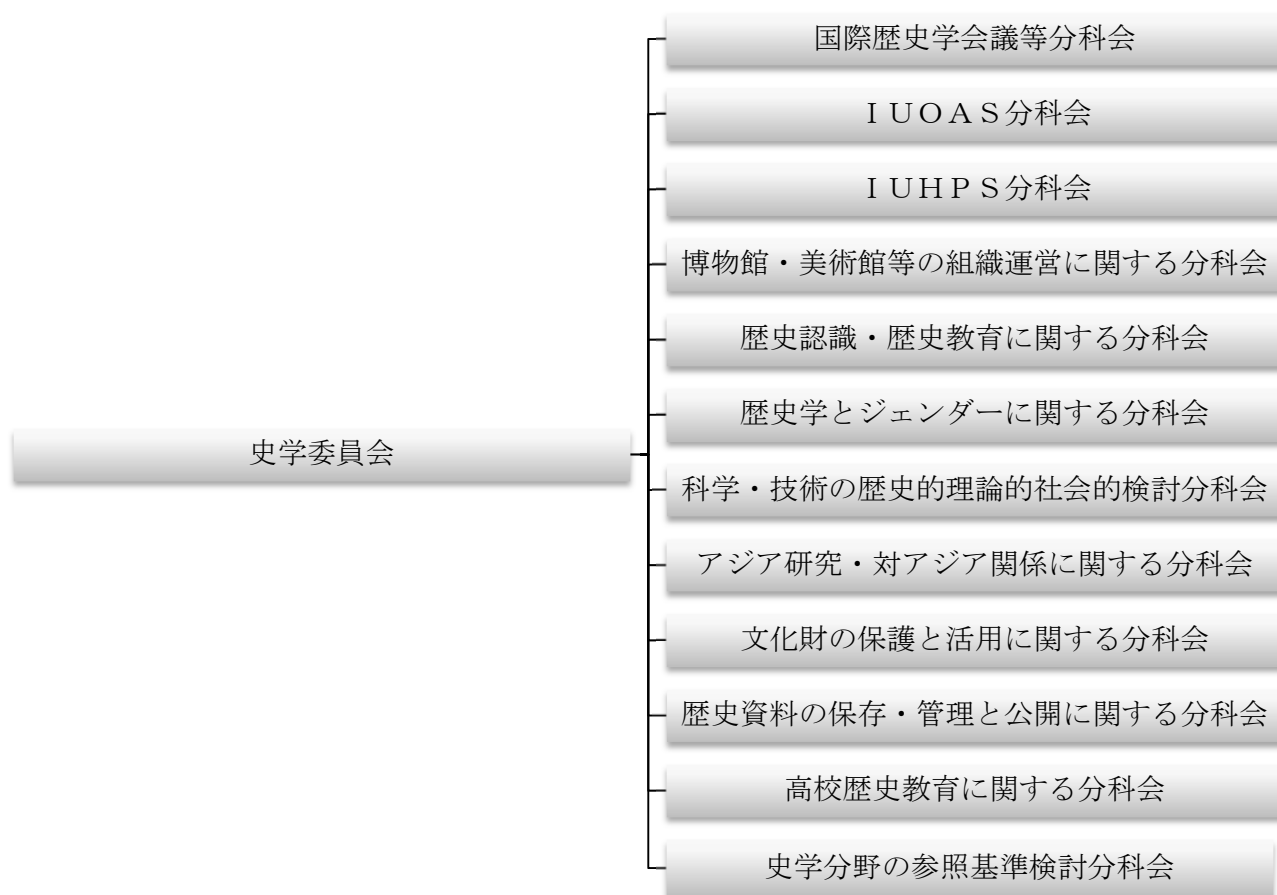 国際歴史学会議等分科会
ＩＵＯＡＳ分科会
ＩＵＨＰＳ分科会
博物館・美術館等の組織運営に関する分科会
歴史認識・歴史教育に関する分科会
歴史学とジェンダーに関する分科会
史学委員会
科学・技術の歴史的理論的社会的検討分科会
アジア研究・対アジア関係に関する分科会
文化財の保護と活用に関する分科会
歴史資料の保存・管理と公開に関する分科会
高校歴史教育に関する分科会
史学分野の参照基準検討分科会